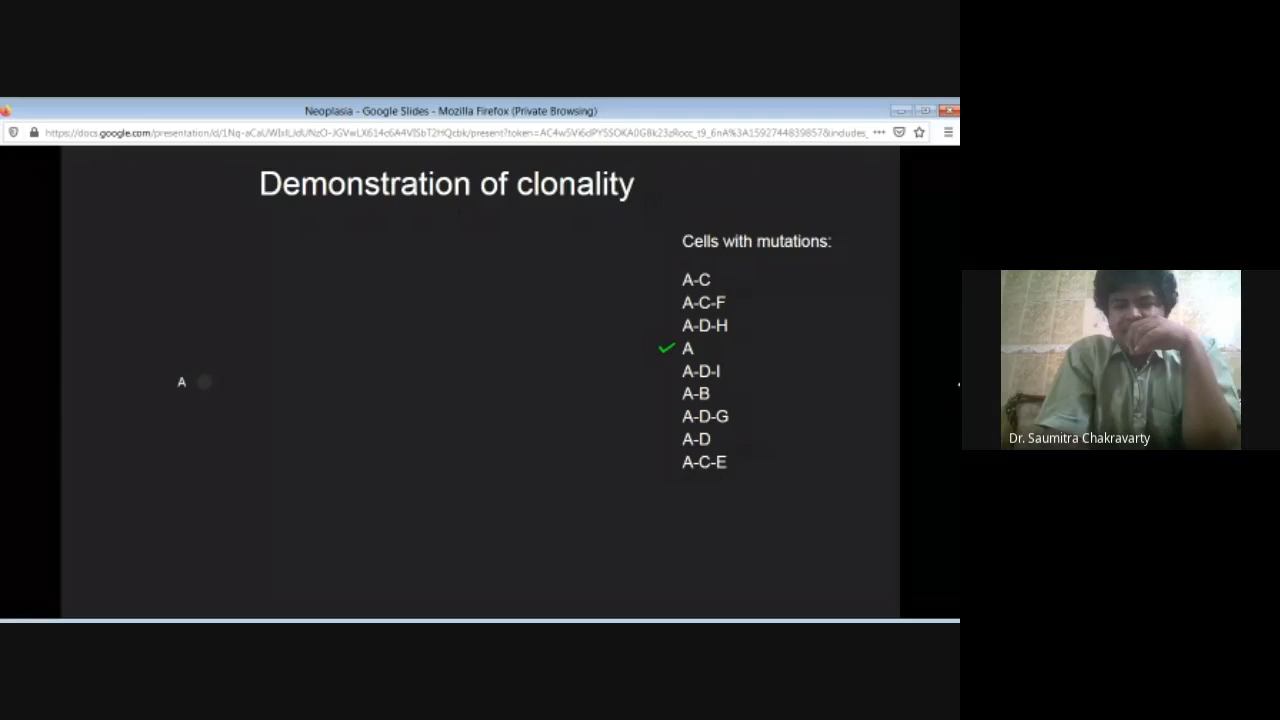 Neoplasia - Google Slides - Mozilla Firefox (Private Browsing)
Demonstration of clonality
Cells with mutations:
A-C
A-C-F
A-D-H
A
A-D-I
A-B
A-D-G
A-D
A-C-E
A
Dr. Saumitra Chakravarty